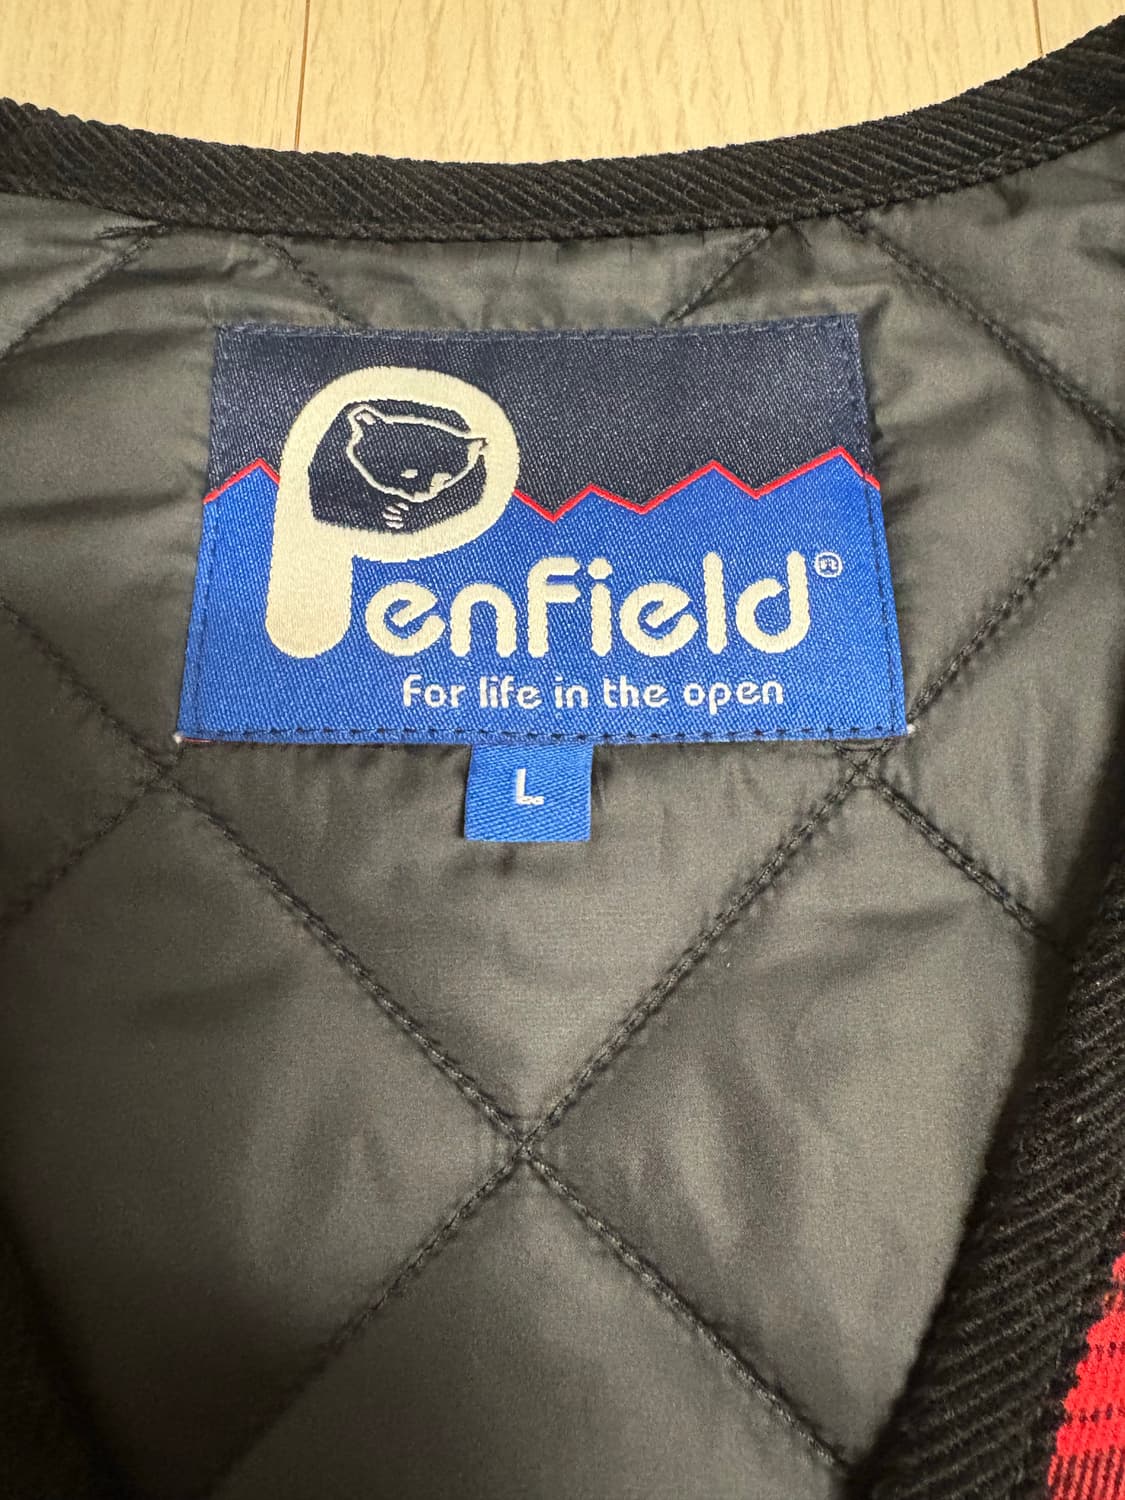 Penfield®
For life in the open
L